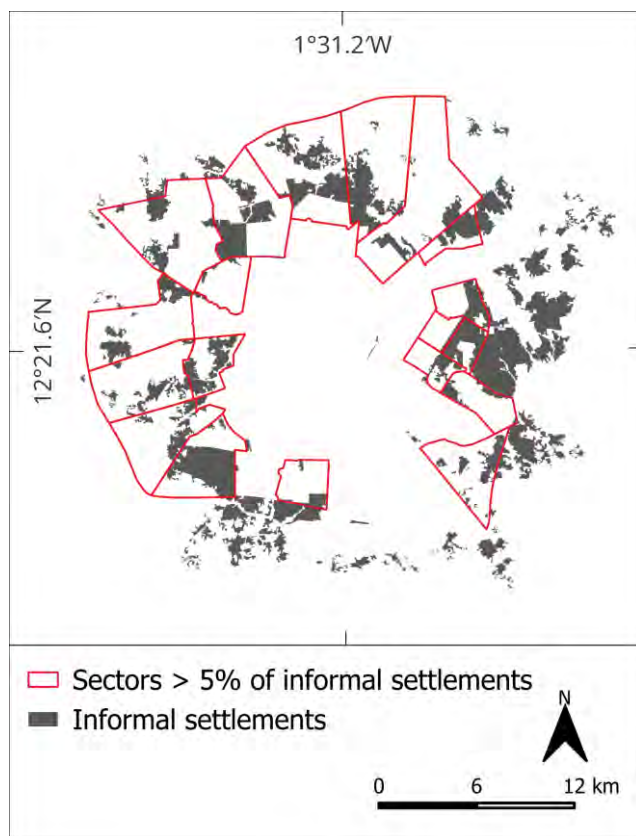 1°31.2′W
12°21.6′N
Sectors > 5% of informal settlements
Informal settlements
N
0 6 12 km